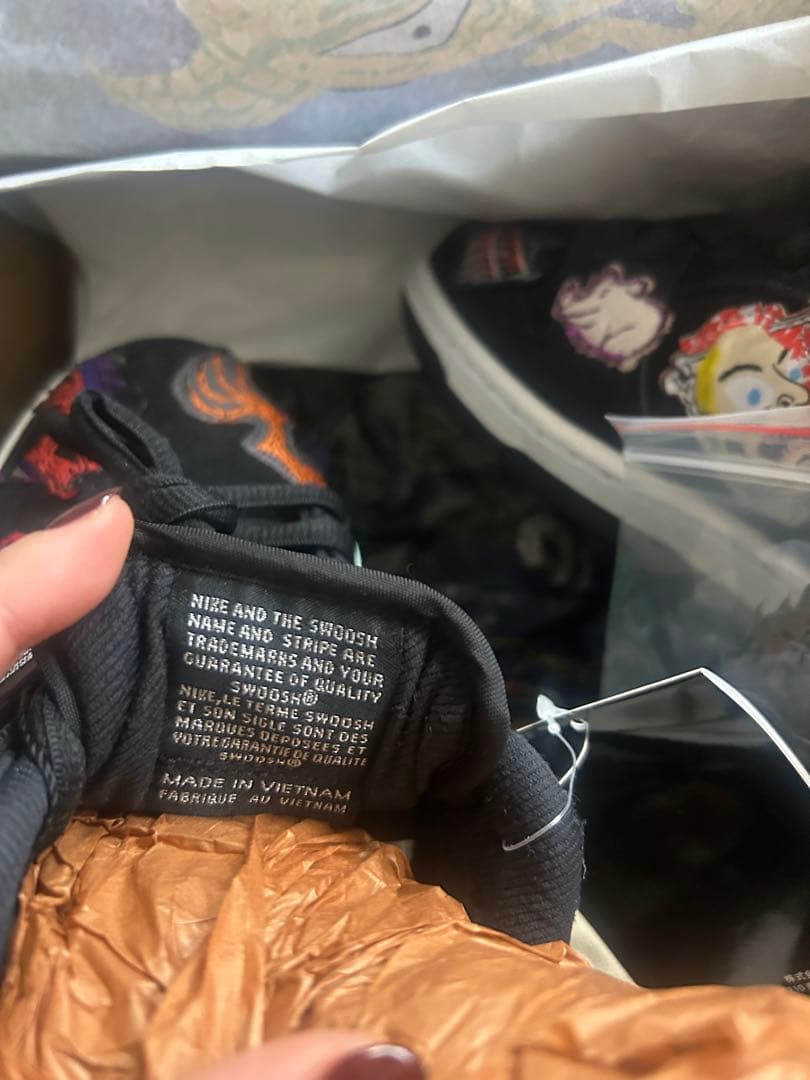 NIKE AND THE SWOOSH
NAME AND STRIPE ARE
TRADEMARKS AND YOUR
GUARANTEE OF QUALITY
SWOOSH®
NIKE, LE TERME SWOOSH
ET SON SIGLE SONT DES
MARQUES DEPOSEES ET
VOTRE GARANTIE DE QUALITE
SWOOSH®
MADE IN VIETNAM
FABRIQUE AU VIETNAM